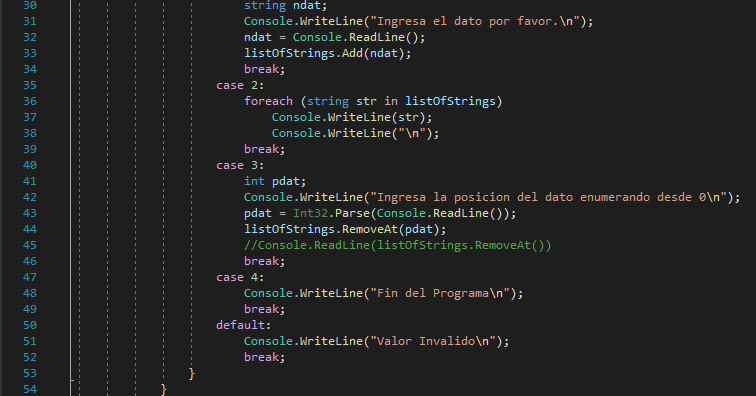 30 string ndat;
31 Console.WriteLine("Ingresa el dato por favor.\n");
32 ndat = Console.ReadLine();
33 listOfStrings.Add(ndat);
34 break;
35 case 2:
36 foreach (string str in listOfStrings)
37 Console.WriteLine(str);
38 Console.WriteLine("\n");
39 break;
40 case 3:
41 int pdat;
42 Console.WriteLine("Ingresa la posicion del dato enumerando desde 0\n");
43 pdat = Int32.Parse(Console.ReadLine());
44 listOfStrings.RemoveAt(pdat);
45 //Console.ReadLine(listOfStrings.RemoveAt())
46 break;
47 case 4:
48 Console.WriteLine("Fin del Programa\n");
49 break;
50 default:
51 Console.WriteLine("Valor Invalido\n");
52 break;
53 }
54 }